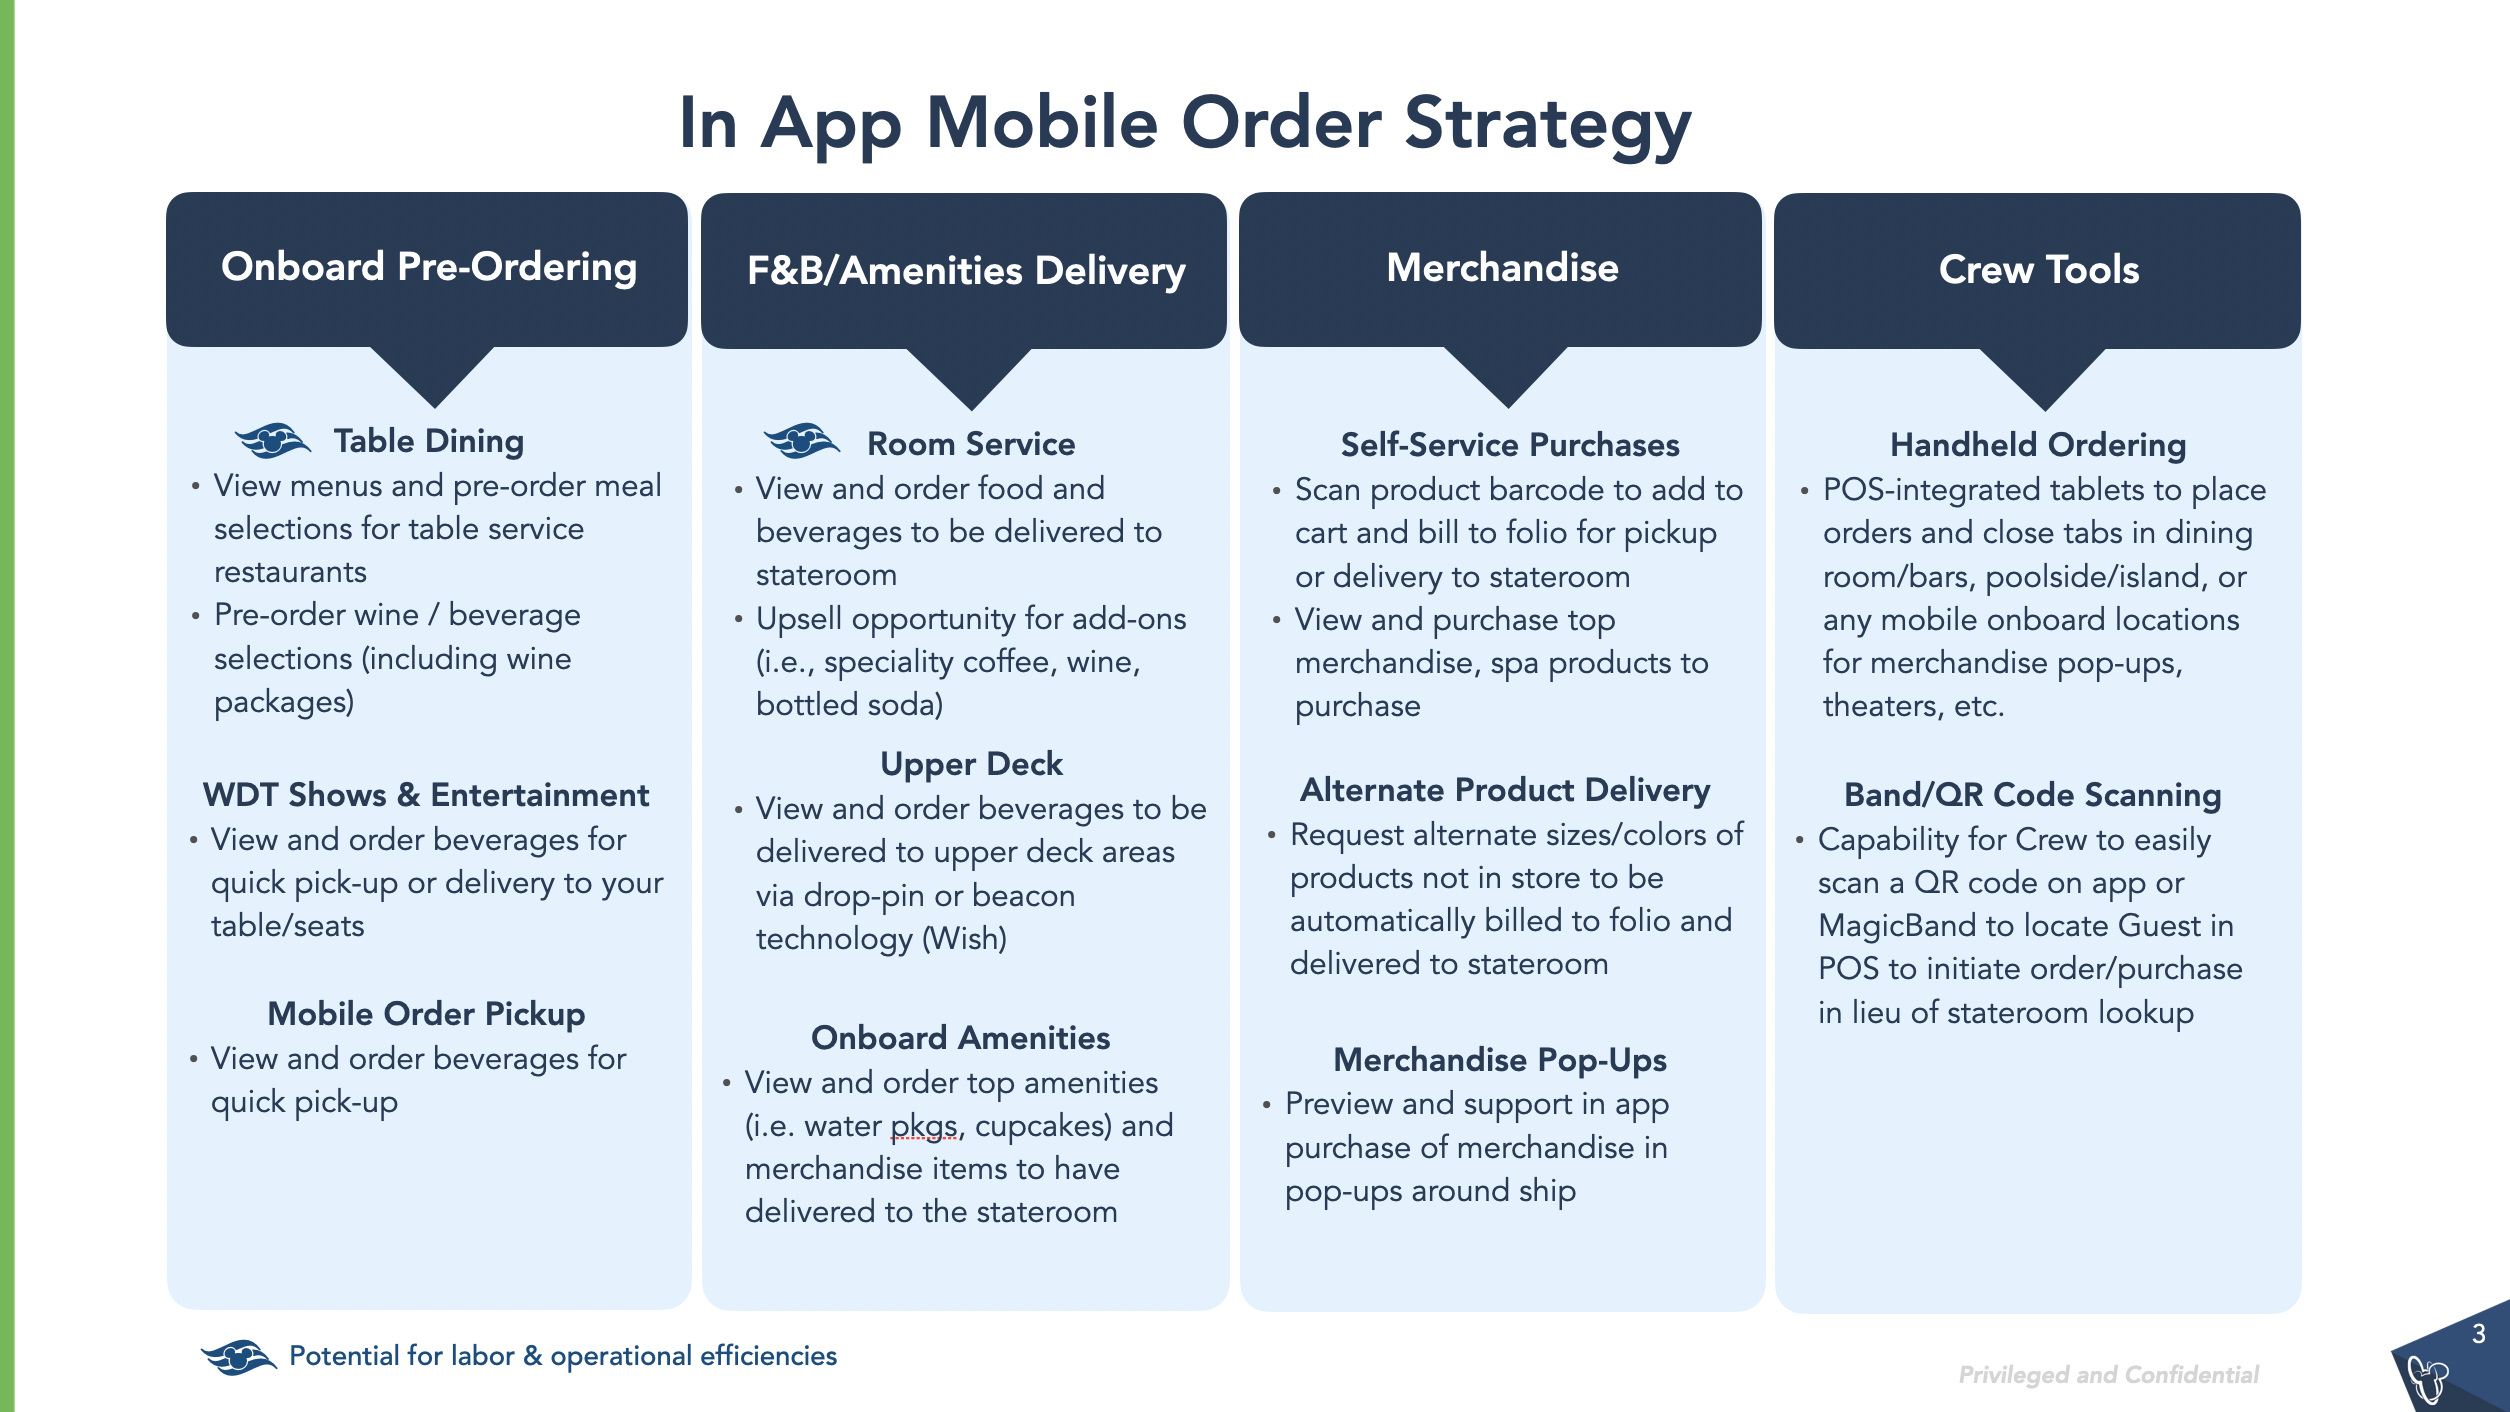 In App Mobile Order Strategy
Onboard Pre-Ordering
Table Dining
• View menus and pre-order meal
selections for table service
restaurants
• Pre-order wine / beverage
selections (including wine
packages)
WDT Shows & Entertainment
• View and order beverages for
quick pick-up or delivery to your
table/seats
Mobile Order Pickup
• View and order beverages for
quick pick-up
F&B/Amenities Delivery
Room Service
• View and order food and
beverages to be delivered to
stateroom
• Upsell opportunity for add-ons
(i.e., speciality coffee, wine,
bottled soda)
Upper Deck
• View and order beverages to be
delivered to upper deck areas
via drop-pin or beacon
technology (Wish)
Onboard Amenities
• View and order top amenities
(i.e. water pkgs, cupcakes) and
merchandise items to have
delivered to the stateroom
Merchandise
Self-Service Purchases
• Scan product barcode to add to
cart and bill to folio for pickup
or delivery to stateroom
• View and purchase top
merchandise, spa products to
purchase
Alternate Product Delivery
• Request alternate sizes/colors of
products not in store to be
automatically billed to folio and
delivered to stateroom
Merchandise Pop-Ups
• Preview and support in app
purchase of merchandise in
pop-ups around ship
Crew Tools
Handheld Ordering
• POS-integrated tablets to place
orders and close tabs in dining
room/bars, poolside/island, or
any mobile onboard locations
for merchandise pop-ups,
theaters, etc.
Band/QR Code Scanning
• Capability for Crew to easily
scan a QR code on app or
MagicBand to locate Guest in
POS to initiate order/purchase
in lieu of stateroom lookup
Potential for labor & operational efficiencies
Privileged and Confidential
3